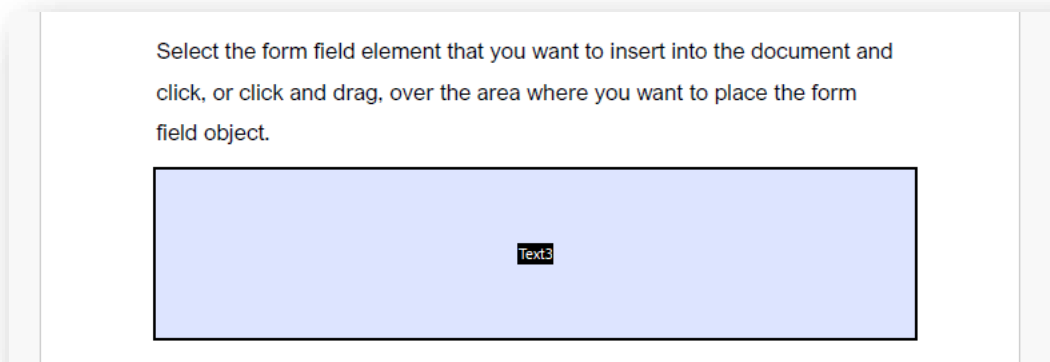 Select the form field element that you want to insert into the document and
click, or click and drag, over the area where you want to place the form
field object.
Text3